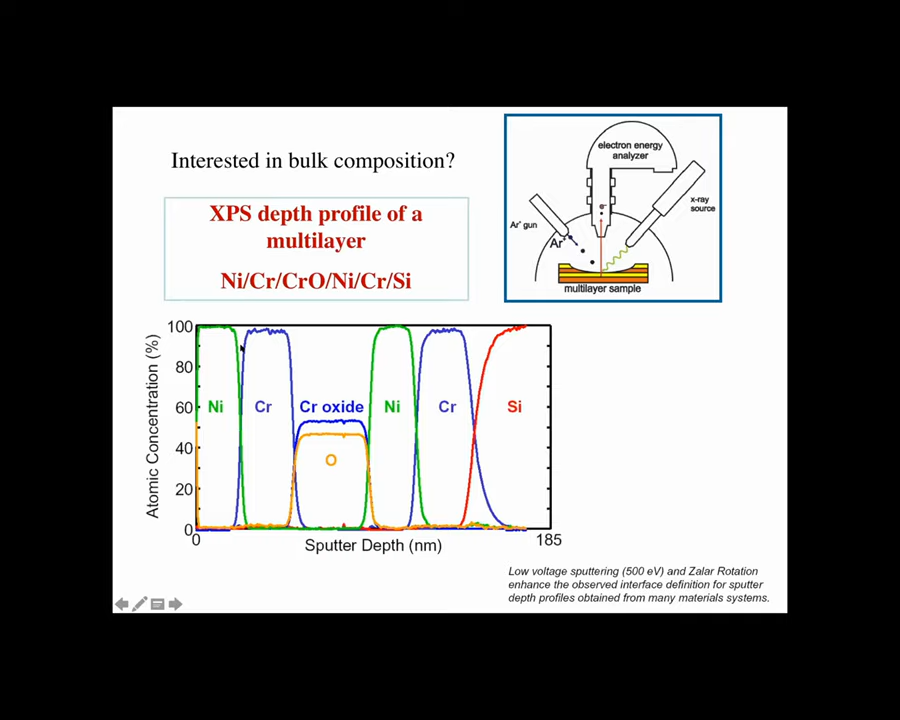 Interested in bulk composition?
XPS depth profile of a
multilayer
Ni/Cr/CrO/Ni/Cr/Si
electron energy
analyzer
x-ray
source
e-
Ar+ gun
Ar+
multilayer sample
Atomic Concentration (%)
100
80
60
40
20
0
Ni
Cr
Cr oxide
O
Ni
Cr
Si
0
Sputter Depth (nm)
185
Low voltage sputtering (500 eV) and Zalar Rotation
enhance the observed interface definition for sputter
depth profiles obtained from many materials systems.